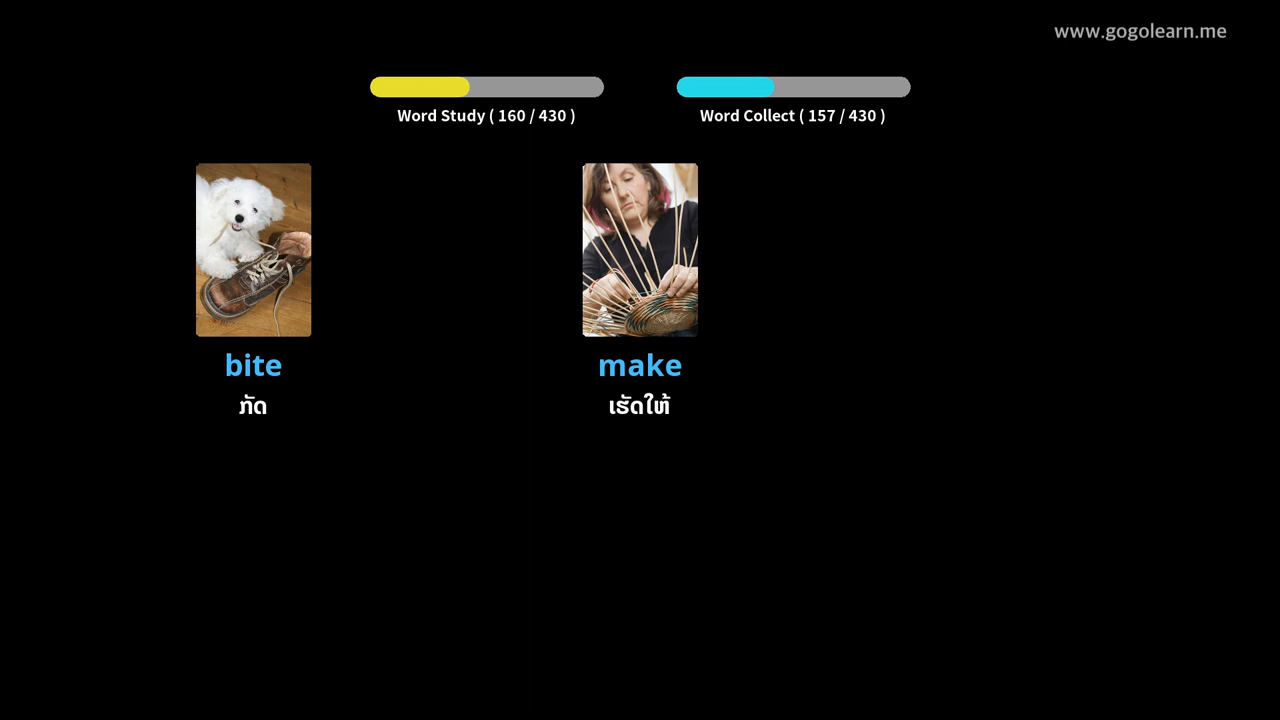 www.gogolearn.me
Word Study ( 160 / 430 )
Word Collect ( 157 / 430 )
bite
make
ກັດ
ເຮັດໃຫ້